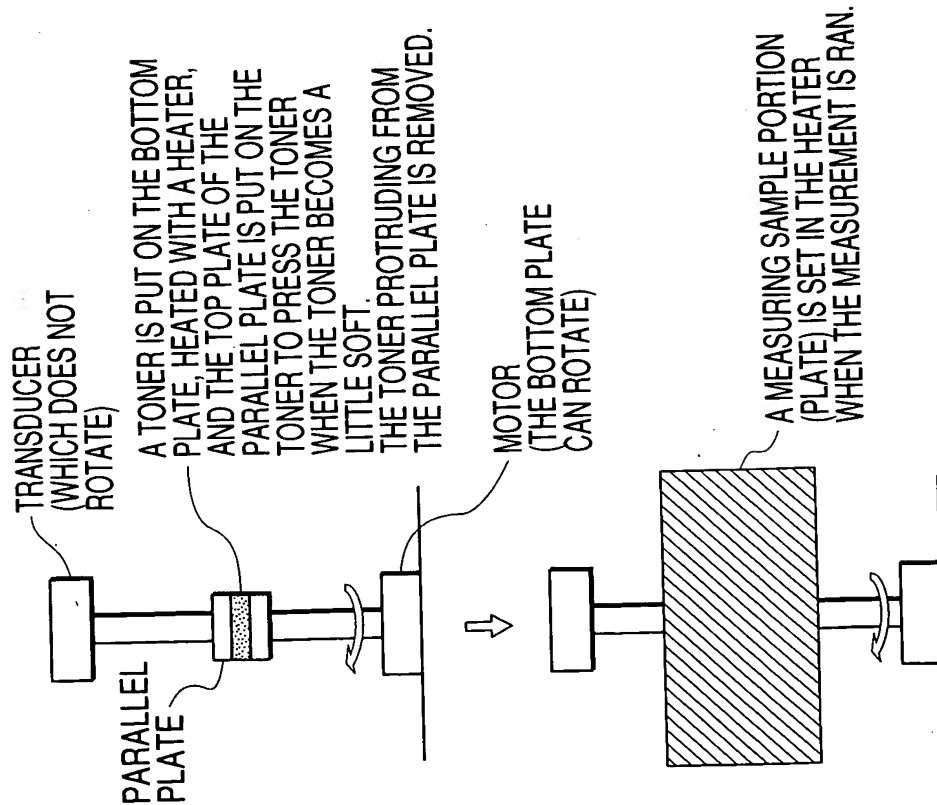 TRANSDUCER
(WHICH DOES NOT
ROTATE)
A TONER IS PUT ON THE BOTTOM
PLATE, HEATED WITH A HEATER,
AND THE TOP PLATE OF THE
PARALLEL PLATE IS PUT ON THE
TONER TO PRESS THE TONER
WHEN THE TONER BECOMES A
LITTLE SOFT.
THE TONER PROTRUDING FROM
THE PARALLEL PLATE IS REMOVED.
PARALLEL
PLATE
MOTOR
(THE BOTTOM PLATE
CAN ROTATE)
A MEASURING SAMPLE PORTION
(PLATE) IS SET IN THE HEATER
WHEN THE MEASUREMENT IS RAN.